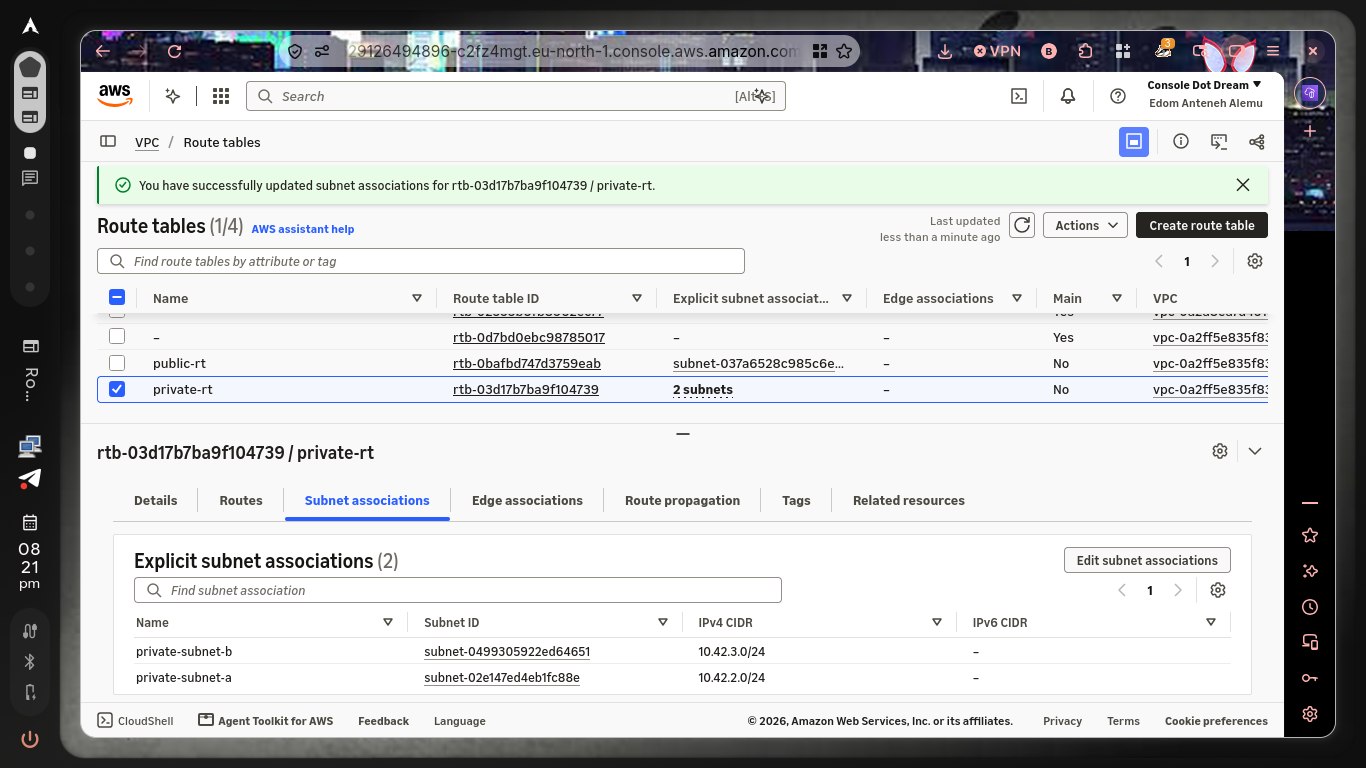 29126494896-c2fz4mgt.eu-north-1.console.aws.amazon.com
VPN
B
3
aws
Search
[Alt+S]
Console Dot Dream
Edom Anteneh Alemu
VPC / Route tables
You have successfully updated subnet associations for rtb-03d17b7ba9f104739 / private-rt.
Route tables (1/4) AWS assistant help
Last updated
less than a minute ago
Actions
Create route table
Find route tables by attribute or tag
1
Name Route table ID Explicit subnet associat... Edge associations Main VPC
– rtb-0d7bd0ebc98785017 – – Yes vpc-0a2ff5e835f83
public-rt rtb-0bafbd747d3759eab subnet-037a6528c985c6e... – No vpc-0a2ff5e835f83
private-rt rtb-03d17b7ba9f104739 2 subnets – No vpc-0a2ff5e835f83
rtb-03d17b7ba9f104739 / private-rt
Details Routes Subnet associations Edge associations Route propagation Tags Related resources
Explicit subnet associations (2)
Edit subnet associations
Find subnet association
1
Name Subnet ID IPv4 CIDR IPv6 CIDR
private-subnet-b subnet-0499305922ed64651 10.42.3.0/24 –
private-subnet-a subnet-02e147ed4eb1fc88e 10.42.2.0/24 –
CloudShell Agent Toolkit for AWS Feedback Language © 2026, Amazon Web Services, Inc. or its affiliates. Privacy Terms Cookie preferences
Ro...
08
21
pm